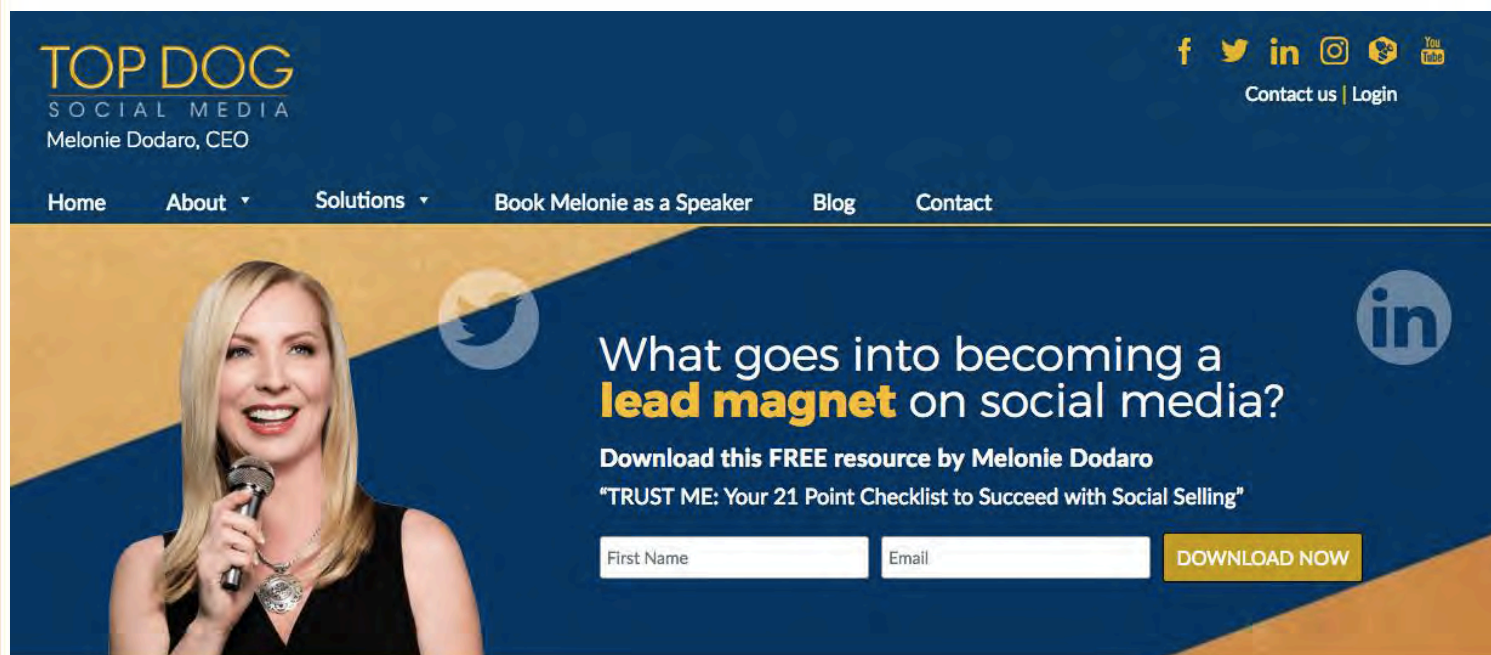 TOP DOG
SOCIAL MEDIA
Melonie Dodaro, CEO
You
Tube
Contact us | Login
Home About Solutions Book Melonie as a Speaker Blog Contact
What goes into becoming a
lead magnet on social media?
Download this FREE resource by Melonie Dodaro
“TRUST ME: Your 21 Point Checklist to Succeed with Social Selling”
First Name Email DOWNLOAD NOW